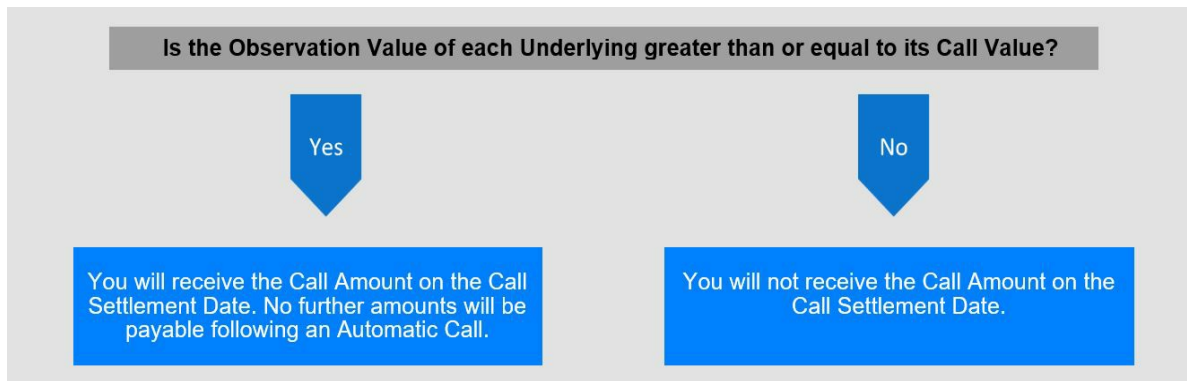 Is the Observation Value of each Underlying greater than or equal to its Call Value?
Yes
No
You will receive the Call Amount on the Call
Settlement Date. No further amounts will be
payable following an Automatic Call.
You will not receive the Call Amount on the
Call Settlement Date.